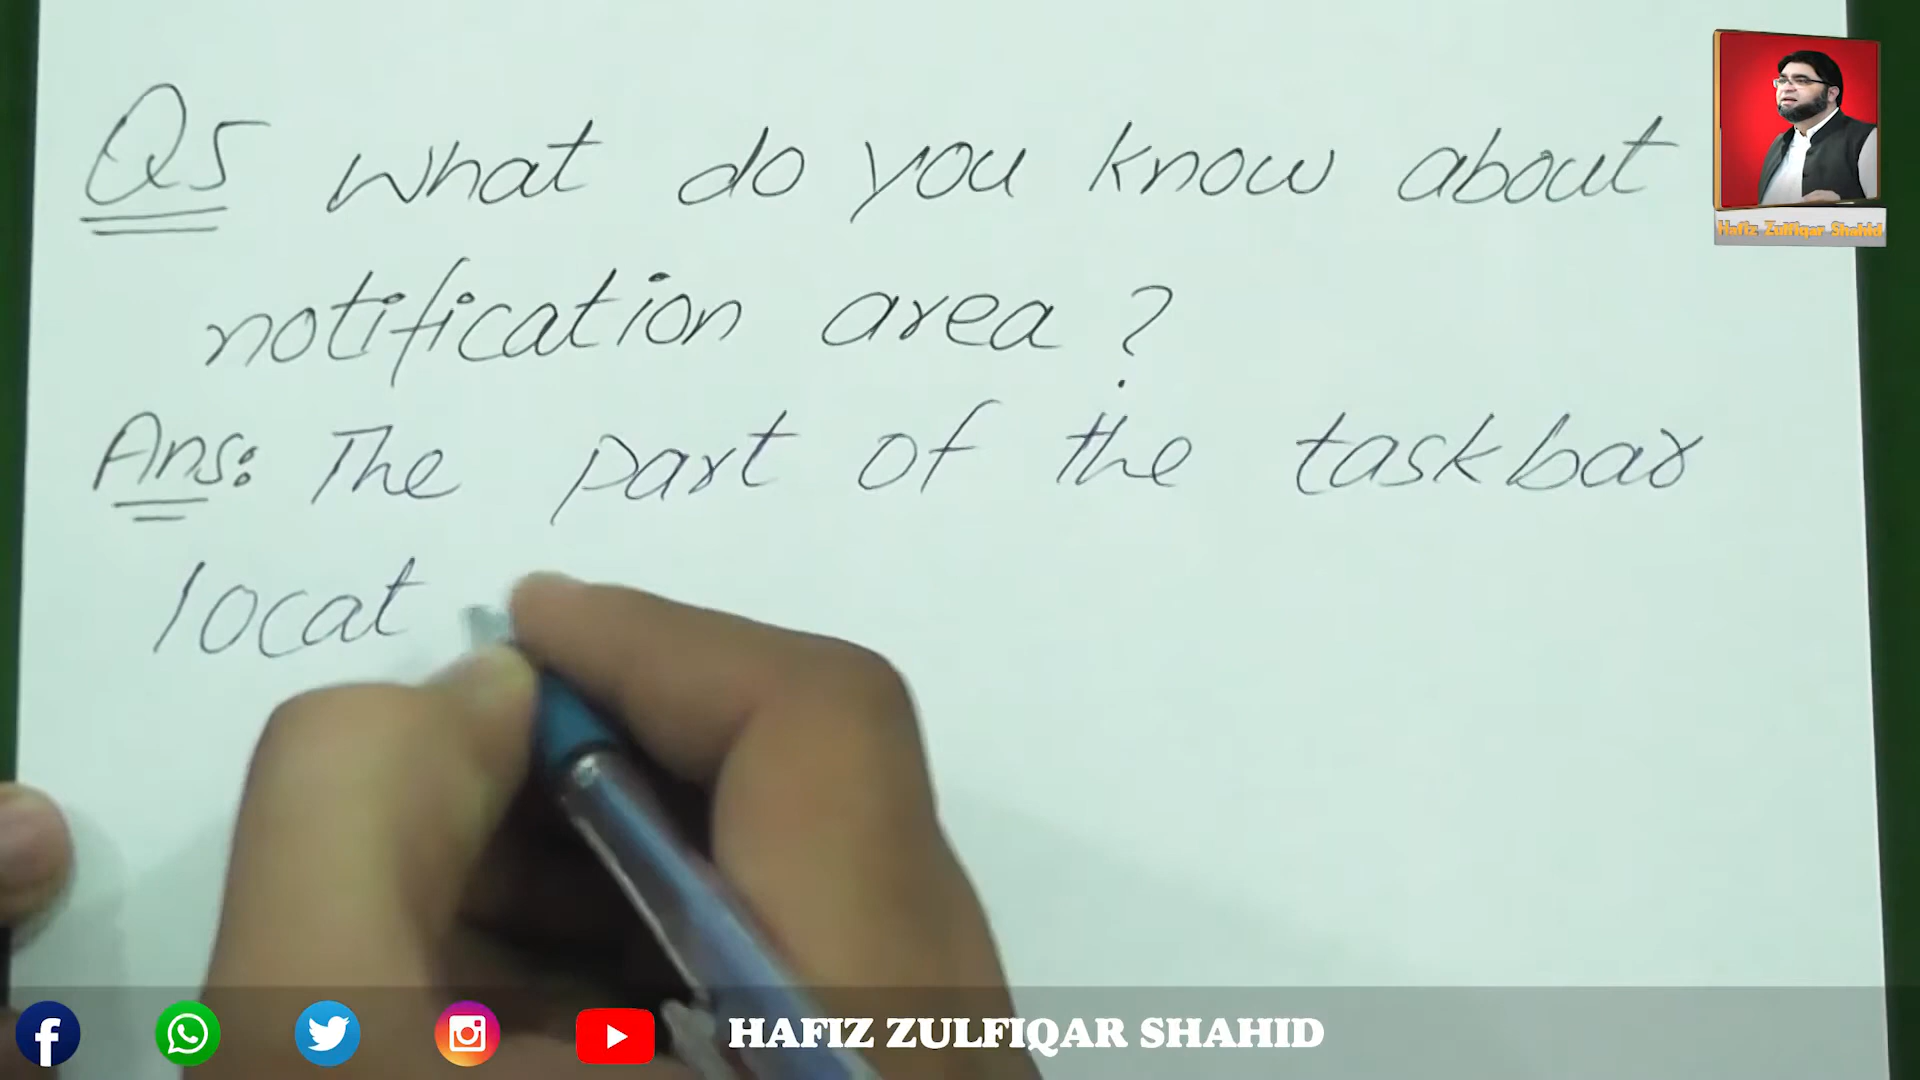 Q5 What do you know about
notification area?
Ans: The part of the taskbar
locat
Hafiz Zulfiqar Shahid
HAFIZ ZULFIQAR SHAHID